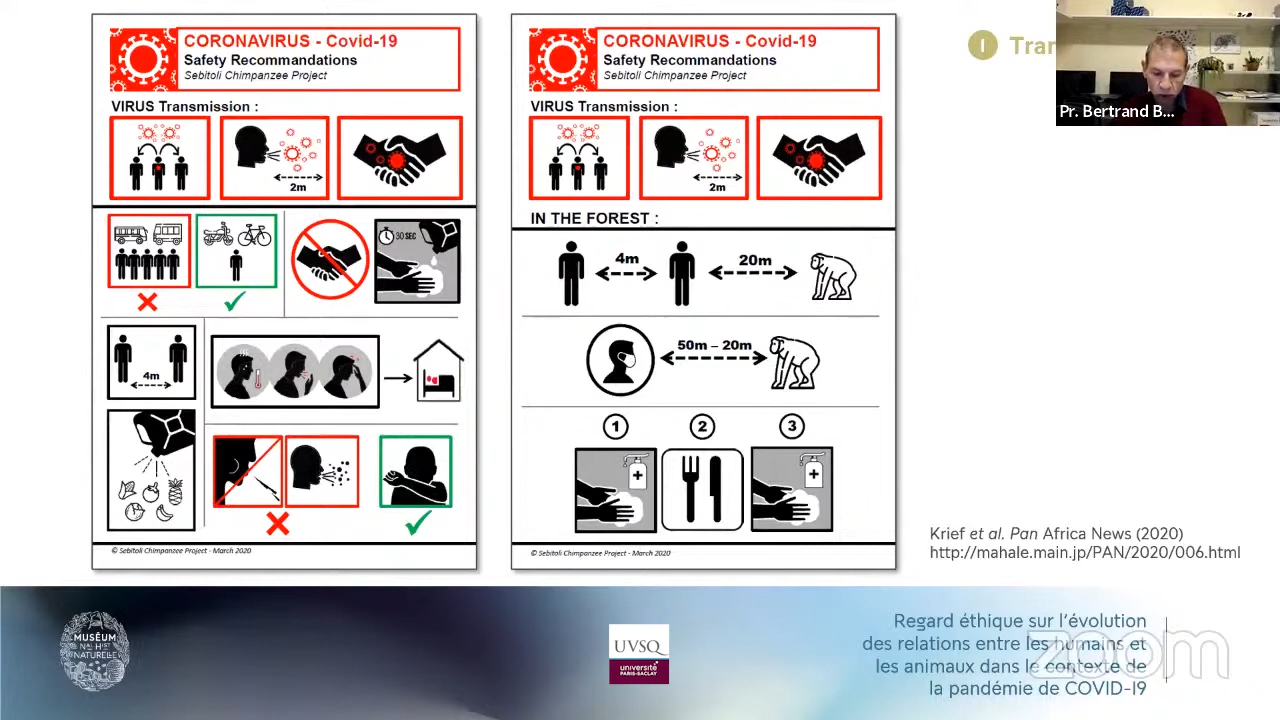 CORONAVIRUS - Covid-19
Safety Recommandations
Sebitoli Chimpanzee Project
VIRUS Transmission :
2m
30 SEC
4m
© Sebitoli Chimpanzee Project - March 2020
CORONAVIRUS - Covid-19
Safety Recommandations
Sebitoli Chimpanzee Project
VIRUS Transmission :
2m
IN THE FOREST :
4m
20m
50m – 20m
1
2
3
© Sebitoli Chimpanzee Project - March 2020
I Tran
Pr. Bertrand B...
Krief et al. Pan Africa News (2020)
http://mahale.main.jp/PAN/2020/006.html
MUSÉUM
NAL HIST
NATURELLE
UVSQ
université
PARIS-SACLAY
Regard éthique sur l'évolution
des relations entre les humains et
les animaux dans le contexte de
la pandémie de COVID-19
zoom